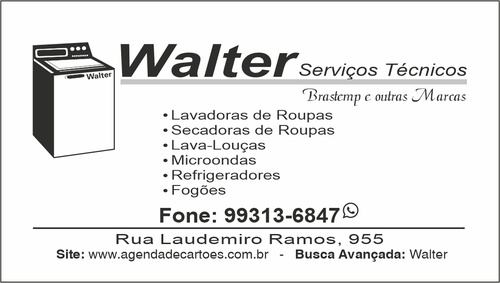 Walter
Walter Serviços Técnicos
Brastemp e outras Marcas
• Lavadoras de Roupas
• Secadoras de Roupas
• Lava-Louças
• Microondas
• Refrigeradores
• Fogões
Fone: 99313-6847
Rua Laudemiro Ramos, 955
Site: www.agendadecartoes.com.br - Busca Avançada: Walter